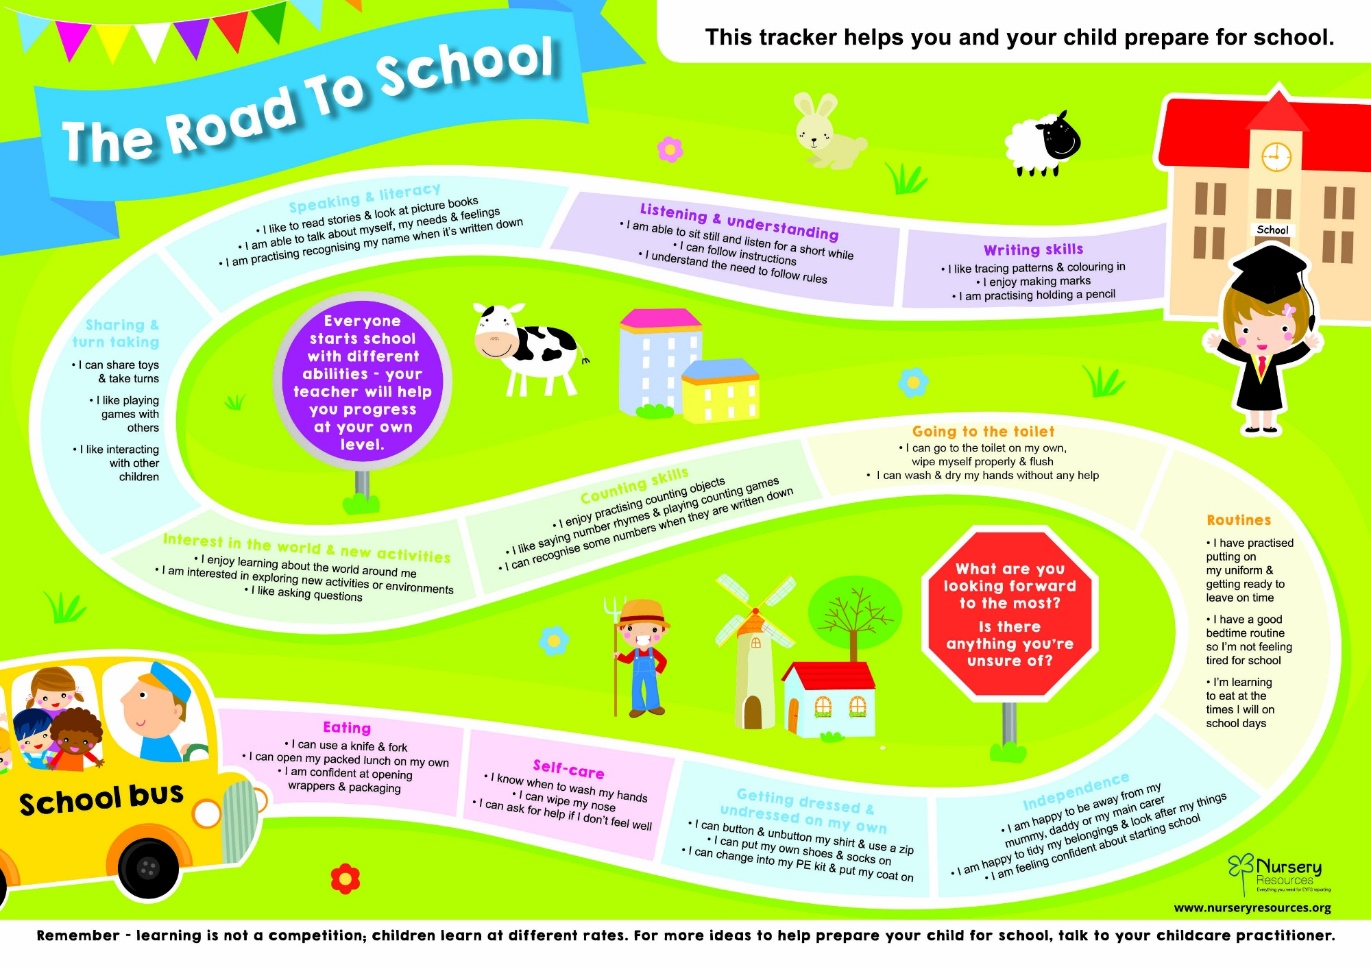 This tracker helps you and your child prepare for school.
The Road To School
School
Speaking & literacy
• I like to read stories & look at picture books
• I am able to talk about myself, my needs & feelings
• I am practising recognising my name when it's written down
Listening & understanding
• I am able to sit still and listen for a short while
• I can follow instructions
• I understand the need to follow rules
Writing skills
• I like tracing patterns & colouring in
• I enjoy making marks
• I am practising holding a pencil
Sharing &
turn taking
• I can share toys
& take turns
• I like playing
games with
others
• I like interacting
with other
children
Everyone
starts school
with different
abilities - your
teacher will help
you progress
at your own
level.
Interest in the world & new activities
• I enjoy learning about the world around me
• I am interested in exploring new activities or environments
• I like asking questions
Counting skills
• I enjoy practising counting objects
• I like saying number rhymes & playing counting games
• I can recognise some numbers when they are written down
Going to the toilet
• I can go to the toilet on my own,
wipe myself properly & flush
• I can wash & dry my hands without any help
Routines
• I have practised
putting on
my uniform &
getting ready to
leave on time
• I have a good
bedtime routine
so I'm not feeling
tired for school
• I'm learning
to eat at the
times I will on
school days
What are you
looking forward
to the most?
Is there
anything you're
unsure of?
School bus
Eating
• I can use a knife & fork
• I can open my packed lunch on my own
• I am confident at opening
wrappers & packaging
Self-care
• I know when to wash my hands
• I can wipe my nose
• I can ask for help if I don't feel well
Getting dressed &
undressed on my own
• I can button & unbutton my shirt & use a zip
• I can put my own shoes & socks on
• I can change into my PE kit & put my coat on
Independence
• I am happy to be away from my
mummy, daddy or my main carer
• I am happy to tidy my belongings & look after my things
• I am feeling confident about starting school
Nursery
Resources
Everything you need for EYFS reporting
www.nurseryresources.org
Remember - learning is not a competition; children learn at different rates. For more ideas to help prepare your child for school, talk to your childcare practitioner.